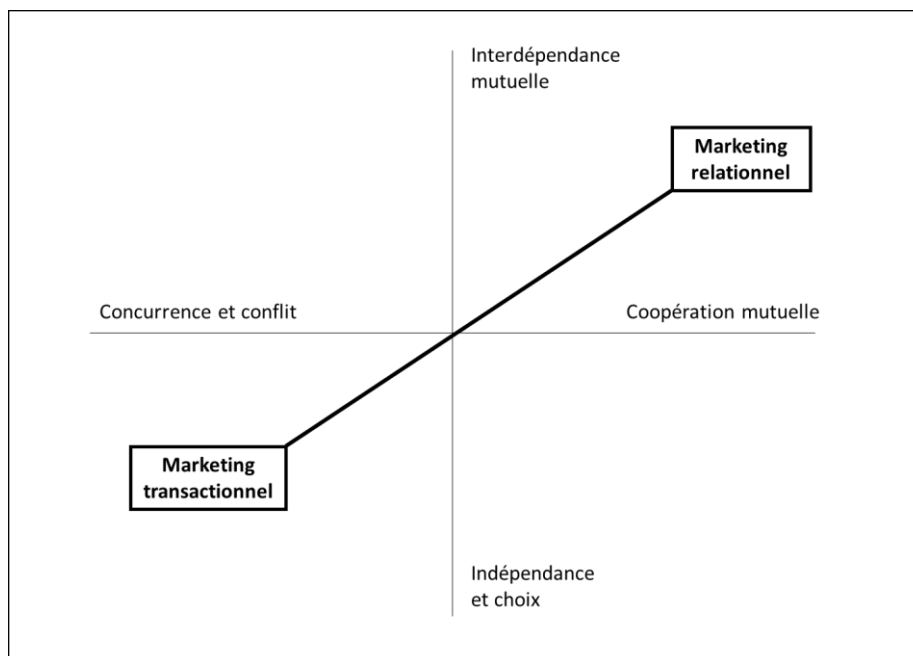 Interdépendance
mutuelle
Marketing
relationnel
Concurrence et conflit
Coopération mutuelle
Marketing
transactionnel
Indépendance
et choix